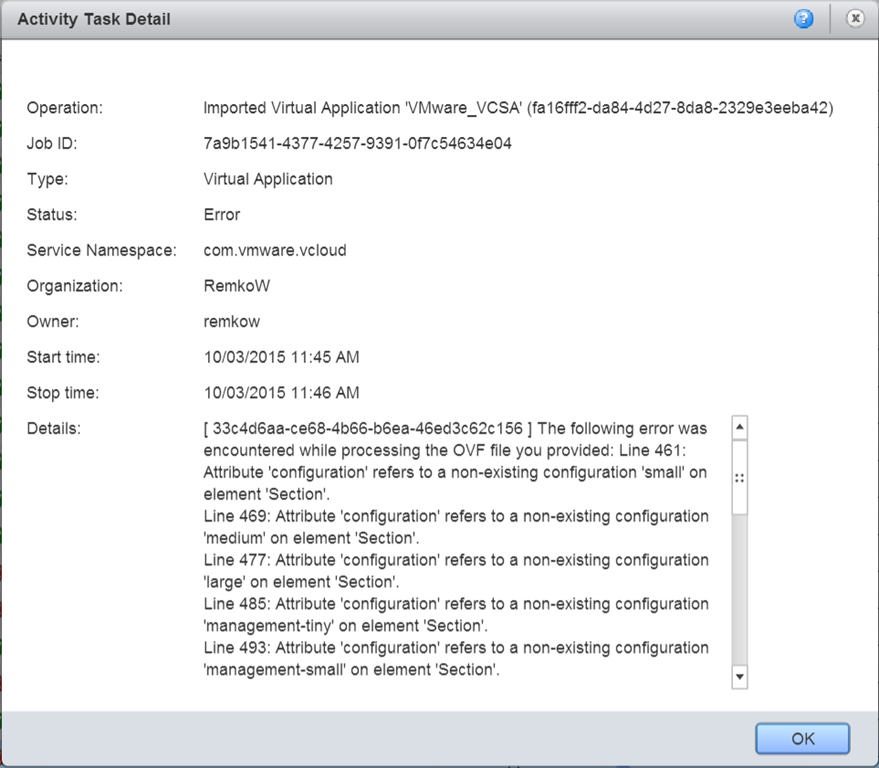 Activity Task Detail
Operation: Imported Virtual Application 'VMware_VCSA' (fa16fff2-da84-4d27-8da8-2329e3eeba42)
Job ID: 7a9b1541-4377-4257-9391-0f7c54634e04
Type: Virtual Application
Status: Error
Service Namespace: com.vmware.vcloud
Organization: RemkoW
Owner: remkow
Start time: 10/03/2015 11:45 AM
Stop time: 10/03/2015 11:46 AM
Details: [ 33c4d6aa-ce68-4b66-b6ea-46ed3c62c156 ] The following error was
encountered while processing the OVF file you provided: Line 461:
Attribute 'configuration' refers to a non-existing configuration 'small' on
element 'Section'.
Line 469: Attribute 'configuration' refers to a non-existing configuration
'medium' on element 'Section'.
Line 477: Attribute 'configuration' refers to a non-existing configuration
'large' on element 'Section'.
Line 485: Attribute 'configuration' refers to a non-existing configuration
'management-tiny' on element 'Section'.
Line 493: Attribute 'configuration' refers to a non-existing configuration
'management-small' on element 'Section'.
OK